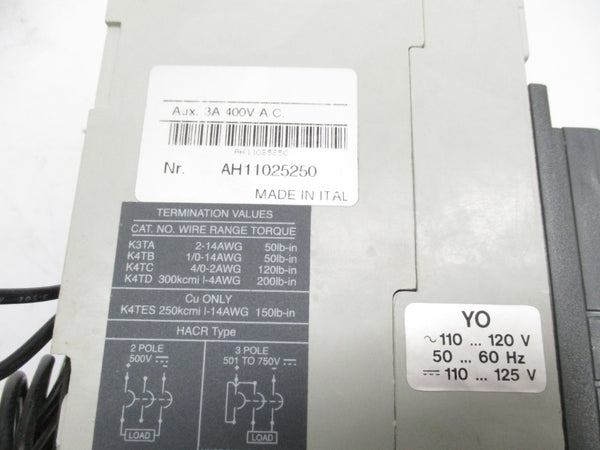 Aux. 3A 400V A.C.
AH11025250
Nr. AH11025250
MADE IN ITAL
TERMINATION VALUES
CAT. NO. WIRE RANGE TORQUE
K3TA 2-14AWG 50lb-in
K4TB 1/0-14AWG 50lb-in
K4TC 4/0-2AWG 120lb-in
K4TD 300kcmi l-4AWG 200lb-in
Cu ONLY
K4TES 250kcmi l-14AWG 150lb-in
HACR Type
2 POLE
500V
+ -
LOAD
3 POLE
501 TO 750V
+ -
LOAD
YO
~ 110 ... 120 V
50 ... 60 Hz
⎓ 110 ... 125 V